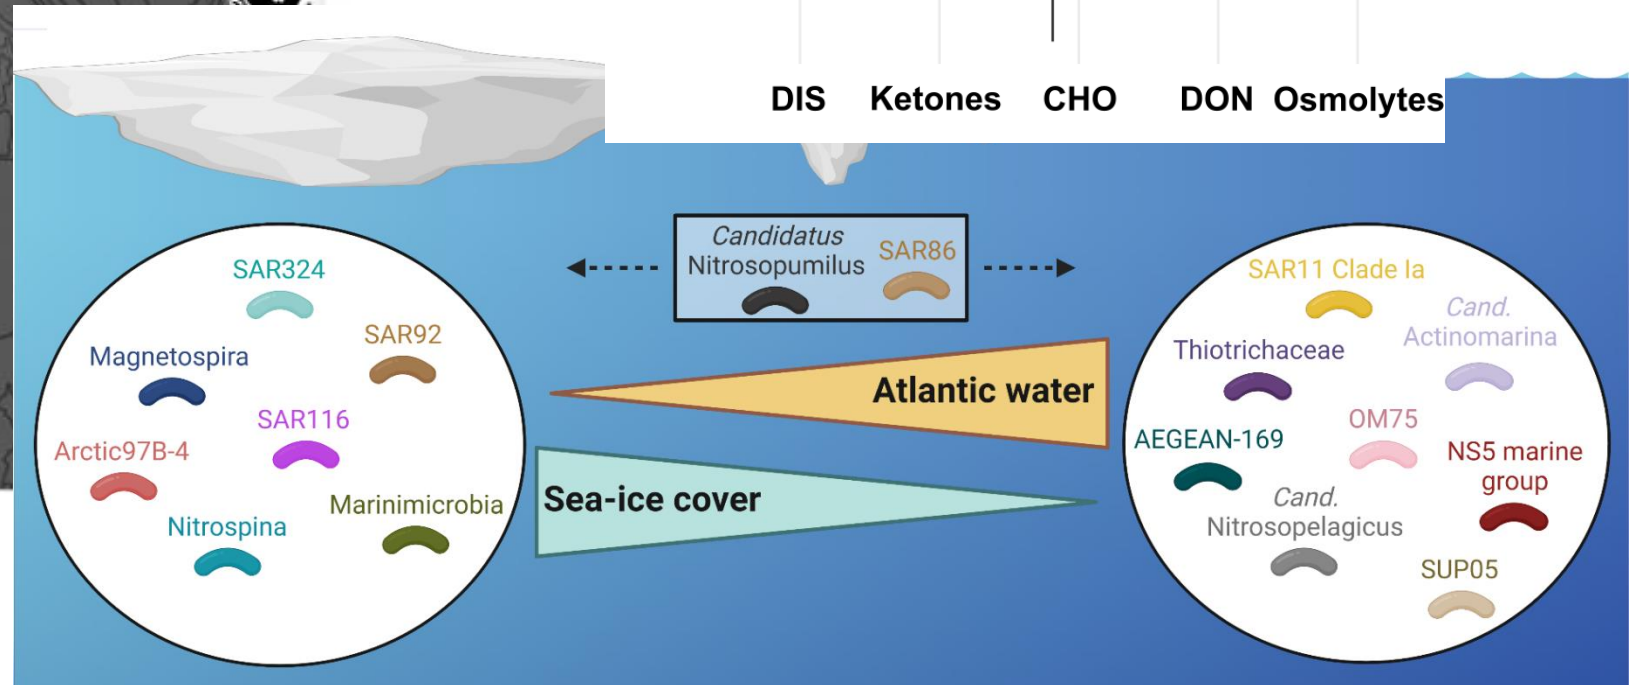 DIS Ketones CHO DON Osmolytes
Candidatus
Nitrosopumilus
SAR86
SAR324
SAR92
Magnetospira
SAR116
Arctic97B-4
Marinimicrobia
Nitrospina
Atlantic water
Sea-ice cover
SAR11 Clade Ia
Cand.
Actinomarina
Thiotrichaceae
OM75
AEGEAN-169
NS5 marine
group
Cand.
Nitrosopelagicus
SUP05